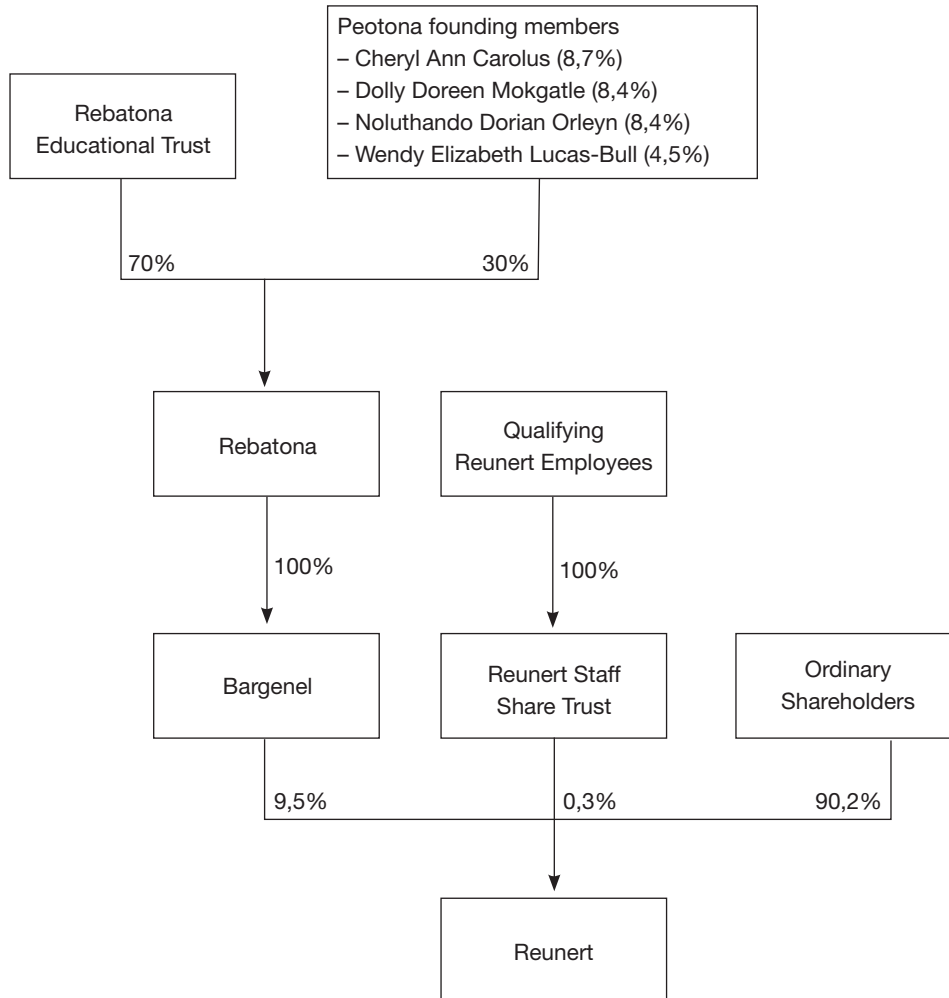 Peotona founding members
– Cheryl Ann Carolus (8,7%)
– Dolly Doreen Mokgatle (8,4%)
– Noluthando Dorian Orleyn (8,4%)
– Wendy Elizabeth Lucas-Bull (4,5%)
Rebatona
Educational Trust
70%
30%
Rebatona
Qualifying
Reunert Employees
100%
100%
Bargenel
Reunert Staff
Share Trust
Ordinary
Shareholders
9,5%
0,3%
90,2%
Reunert